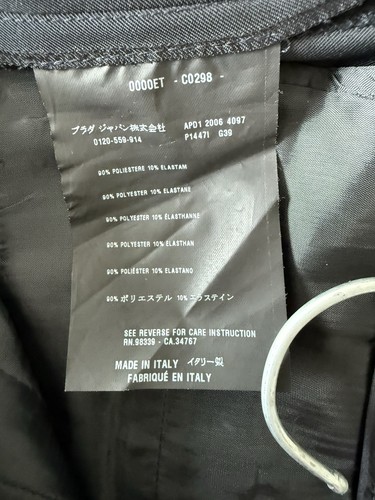 0000ET - C0298 -
プラダ ジャパン株式会社 APD1 2006 4097
0120-559-914 P1447I G39
90% POLIESTERE 10% ELASTAM
90% POLYESTER 10% ELASTANE
90% POLYESTER 10% ELASTHANNE
90% POLYESTER 10% ELASTHAN
90% POLIÉSTER 10% ELASTANO
90% ポリエステル 10% エラステイン
SEE REVERSE FOR CARE INSTRUCTION
RN.98339 - CA.34767
MADE IN ITALY イタリー製
FABRIQUÉ EN ITALY